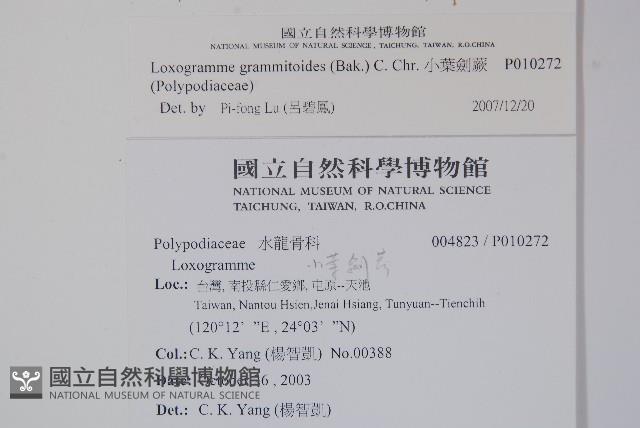 國立自然科學博物館
NATIONAL MUSEUM OF NATURAL SCIENCE, TAICHUNG, TAIWAN, R.O.CHINA
Loxogramme grammitoides (Bak.) C. Chr. 小葉劍蕨 P010272
(Polypodiaceae)
Det. by Pi-fong Lu (呂碧鳳) 2007/12/20
國立自然科學博物館
NATIONAL MUSEUM OF NATURAL SCIENCE
TAICHUNG, TAIWAN, R.O.CHINA
Polypodiaceae 水龍骨科 004823 / P010272
Loxogramme 小葉劍蕨
Loc.: 台灣, 南投縣仁愛鄉, 屯原--天池
Taiwan, Nantou Hsien,Jenai Hsiang, Tunyuan--Tienchih
(120°12’ ”E , 24°03’ ”N)
Col.: C. K. Yang (楊智凱) No.00388
Date: 6 , 2003
Det.: C. K. Yang (楊智凱)
國立自然科學博物館
NATIONAL MUSEUM OF NATURAL SCIENCE